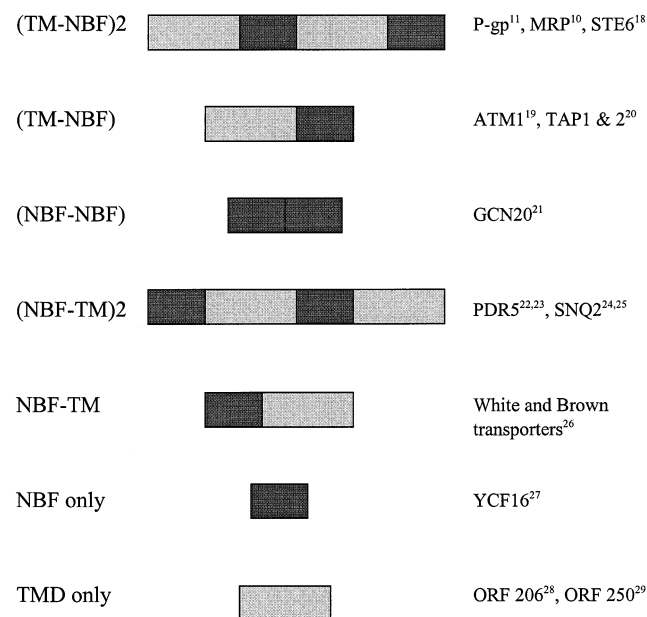 (TM-NBF)2 P-gp¹¹, MRP¹⁰, STE6¹⁸
(TM-NBF) ATM1¹⁹, TAP1 & 2²⁰
(NBF-NBF) GCN20²¹
(NBF-TM)2 PDR5²²,²³, SNQ2²⁴,²⁵
NBF-TM White and Brown
transporters²⁶
NBF only YCF16²⁷
TMD only ORF 206²⁸, ORF 250²⁹